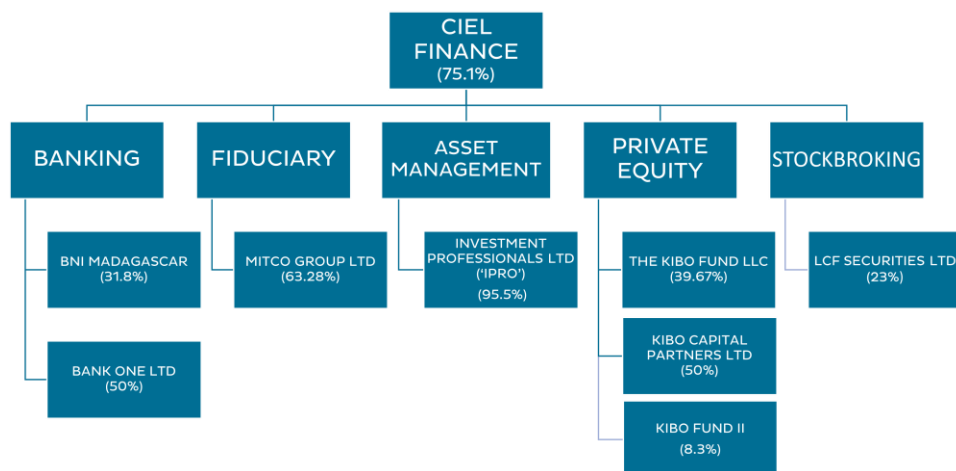 CIEL
FINANCE
(75.1%)
BANKING
FIDUCIARY
ASSET
MANAGEMENT
PRIVATE
EQUITY
STOCKBROKING
BNI MADAGASCAR
(31.8%)
MITCO GROUP LTD
(63.28%)
INVESTMENT
PROFESSIONALS LTD
(‘IPRO’)
(95.5%)
THE KIBO FUND LLC
(39.67%)
LCF SECURITIES LTD
(23%)
BANK ONE LTD
(50%)
KIBO CAPITAL
PARTNERS LTD
(50%)
KIBO FUND II
(8.3%)